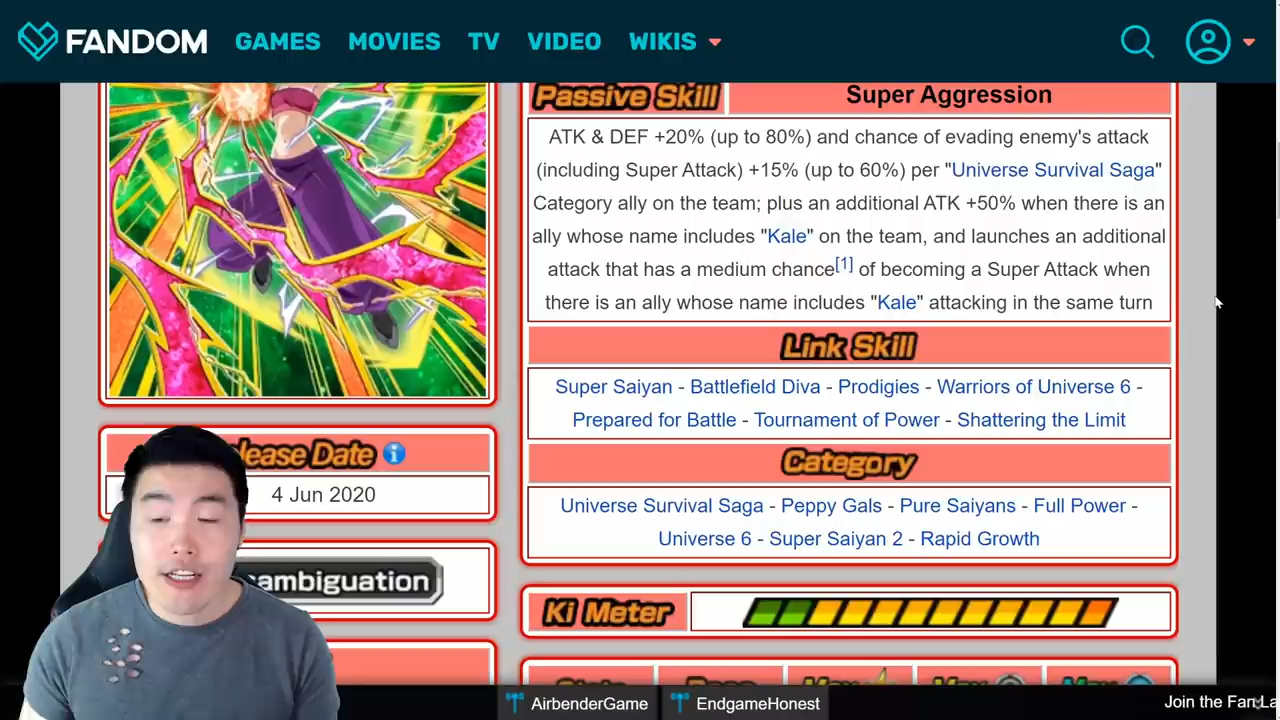 FANDOM GAMES MOVIES TV VIDEO WIKIS
Passive Skill Super Aggression
ATK & DEF +20% (up to 80%) and chance of evading enemy's attack
(including Super Attack) +15% (up to 60%) per "Universe Survival Saga"
Category ally on the team; plus an additional ATK +50% when there is an
ally whose name includes "Kale" on the team, and launches an additional
attack that has a medium chance[1] of becoming a Super Attack when
there is an ally whose name includes "Kale" attacking in the same turn
Link Skill
Super Saiyan - Battlefield Diva - Prodigies - Warriors of Universe 6 -
Prepared for Battle - Tournament of Power - Shattering the Limit
Category
Universe Survival Saga - Peppy Gals - Pure Saiyans - Full Power -
Universe 6 - Super Saiyan 2 - Rapid Growth
Ki Meter
lease Date
4 Jun 2020
ambiguation
AirbenderGame EndgameHonest Join the Fan La